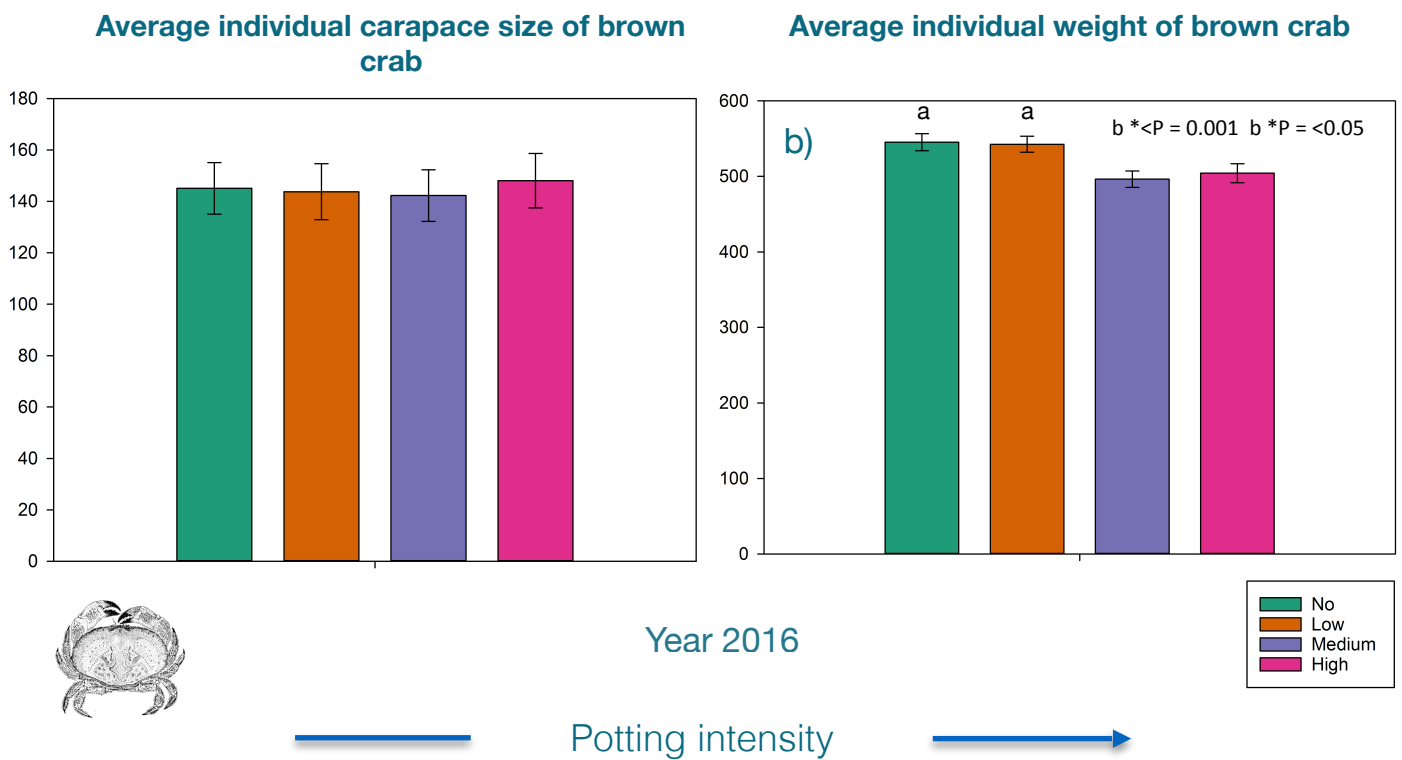 Average individual carapace size of brown
crab
180
160
140
120
100
80
60
40
20
0
Average individual weight of brown crab
600
500
400
300
200
100
0
b)
a
a
b *<P = 0.001 b *P = <0.05
No
Low
Medium
High
Year 2016
Potting intensity